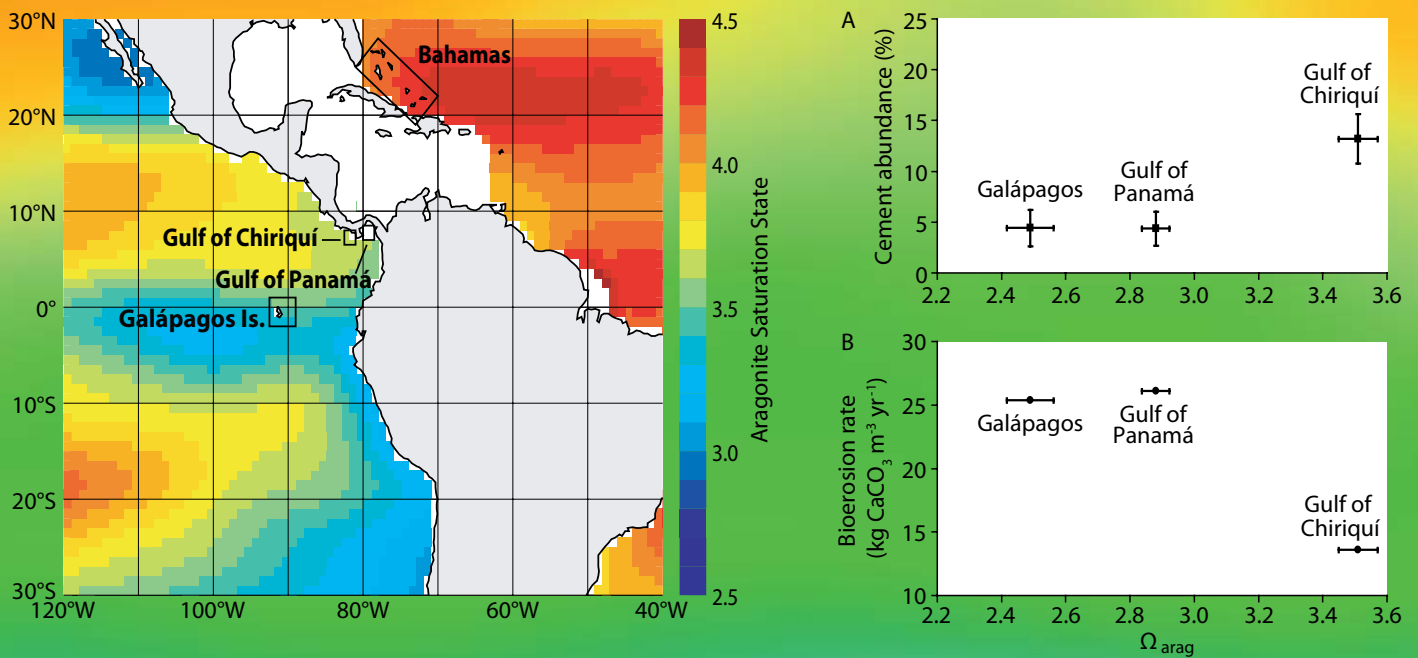 30°N
20°N
10°N
0°
10°S
20°S
30°S
120°W
100°W
80°W
60°W
40°W
Bahamas
Gulf of Chiriquí
Gulf of Panamá
Galápagos Is.
4.5
4.0
3.5
3.0
2.5
Aragonite Saturation State
A
Cement abundance (%)
25
20
15
10
5
0
Galápagos
Gulf of
Panamá
Gulf of
Chiriquí
2.2
2.4
2.6
2.8
3.0
3.2
3.4
3.6
B
Bioerosion rate
(kg CaCO₃ m⁻³ yr⁻¹)
30
25
20
15
10
Galápagos
Gulf of
Panamá
Gulf of
Chiriquí
2.2
2.4
2.6
2.8
3.0
3.2
3.4
3.6
Ω arag